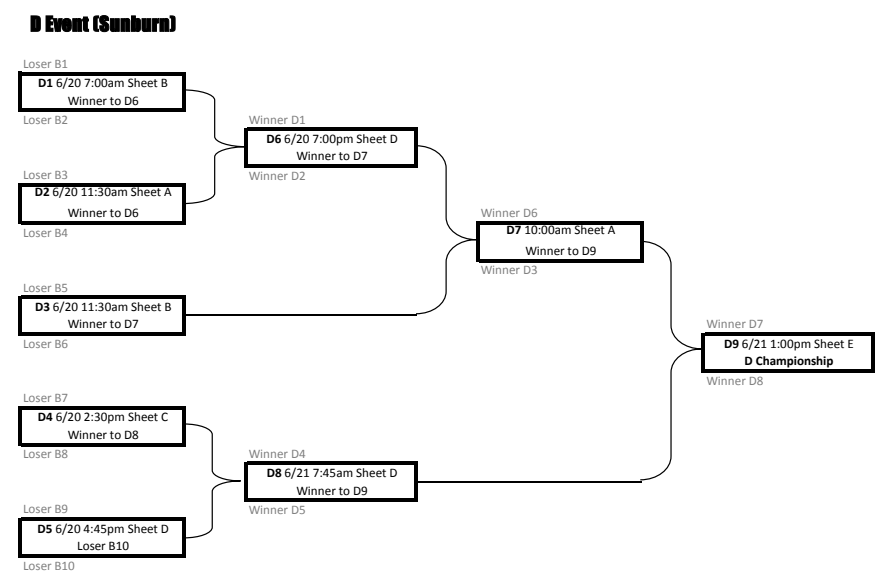 D Event (Sunburn)
Loser B1
D1 6/20 7:00am Sheet B
Winner to D6
Loser B2
Winner D1
D6 6/20 7:00pm Sheet D
Winner to D7
Winner D2
Loser B3
D2 6/20 11:30am Sheet A
Winner to D6
Loser B4
Winner D6
D7 10:00am Sheet A
Winner to D9
Winner D3
Loser B5
D3 6/20 11:30am Sheet B
Winner to D7
Loser B6
Winner D7
D9 6/21 1:00pm Sheet E
D Championship
Winner D8
Loser B7
D4 6/20 2:30pm Sheet C
Winner to D8
Loser B8
Winner D4
D8 6/21 7:45am Sheet D
Winner to D9
Winner D5
Loser B9
D5 6/20 4:45pm Sheet D
Loser B10
Loser B10